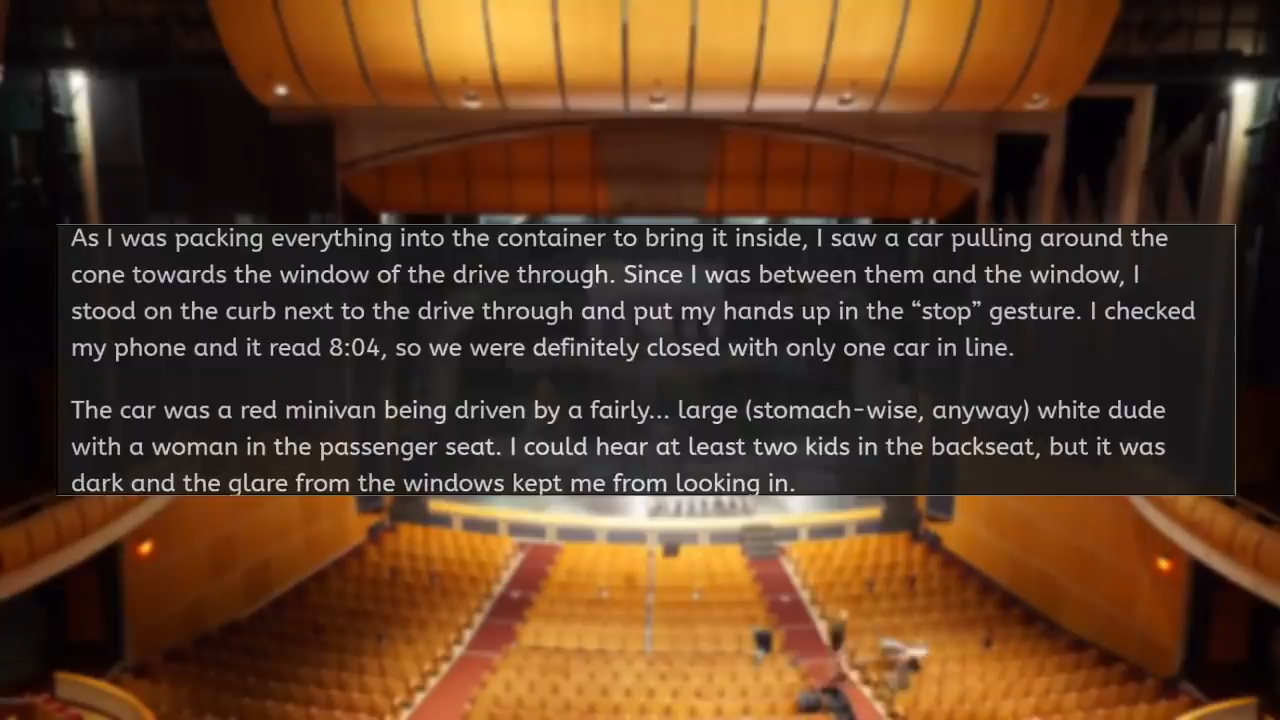 As I was packing everything into the container to bring it inside, I saw a car pulling around the
cone towards the window of the drive through. Since I was between them and the window, I
stood on the curb next to the drive through and put my hands up in the “stop” gesture. I checked
my phone and it read 8:04, so we were definitely closed with only one car in line.
The car was a red minivan being driven by a fairly... large (stomach-wise, anyway) white dude
with a woman in the passenger seat. I could hear at least two kids in the backseat, but it was
dark and the glare from the windows kept me from looking in.